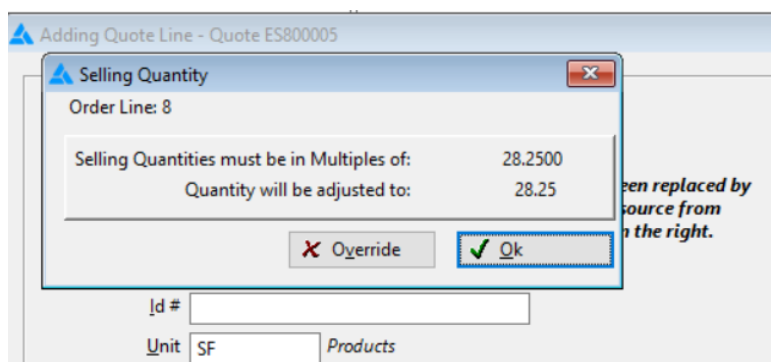 Adding Quote Line - Quote ES800005
Selling Quantity
Order Line: 8
Selling Quantities must be in Multiples of: 28.2500
Quantity will be adjusted to: 28.25
een replaced by
source from
n the right.
Override Ok
Id #
Unit SF Products